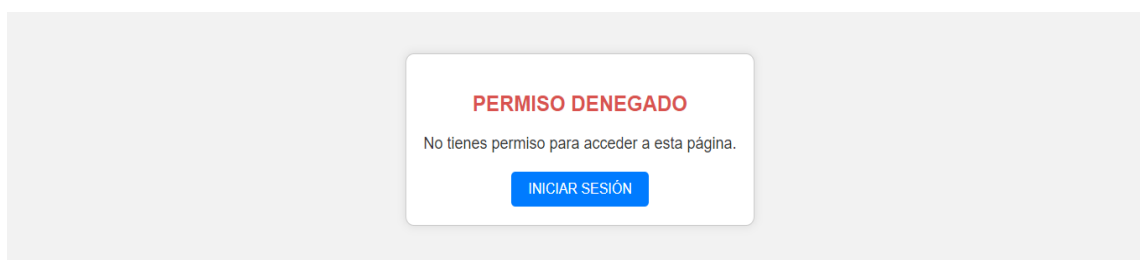 PERMISO DENEGADO
No tienes permiso para acceder a esta página.
INICIAR SESIÓN